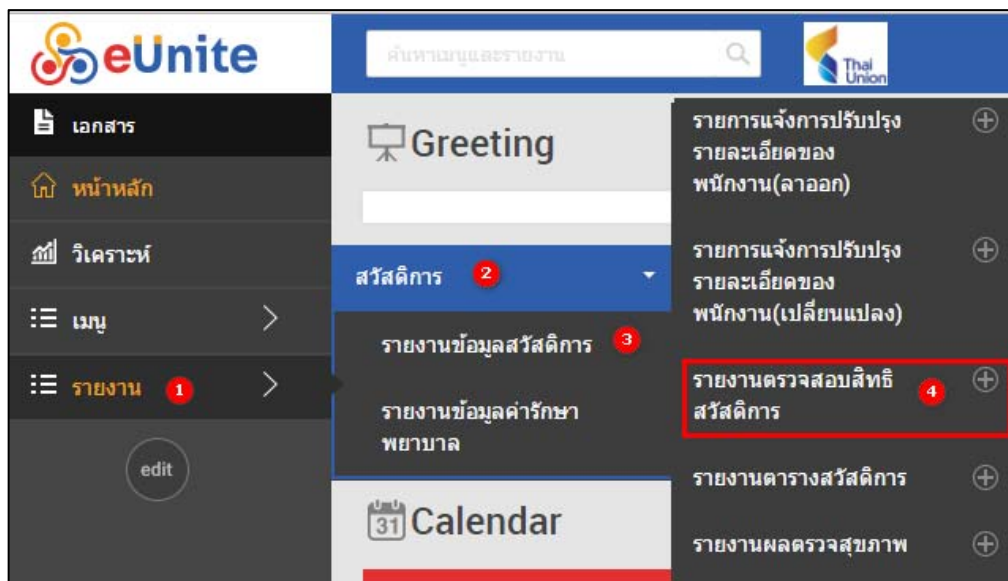 eUnite
ค้นหาเมนูและรายงาน
Thai
Union
เอกสาร
หน้าหลัก
วิเคราะห์
เมนู
รายงาน 1
edit
Greeting
สวัสดิการ 2
รายงานข้อมูลสวัสดิการ 3
รายงานข้อมูลค่ารักษา
พยาบาล
31 Calendar
รายการแจ้งการปรับปรุง
รายละเอียดของ
พนักงาน(ลาออก)
รายการแจ้งการปรับปรุง
รายละเอียดของ
พนักงาน(เปลี่ยนแปลง)
รายงานตรวจสอบสิทธิ
สวัสดิการ 4
รายงานตารางสวัสดิการ
รายงานผลตรวจสุขภาพ